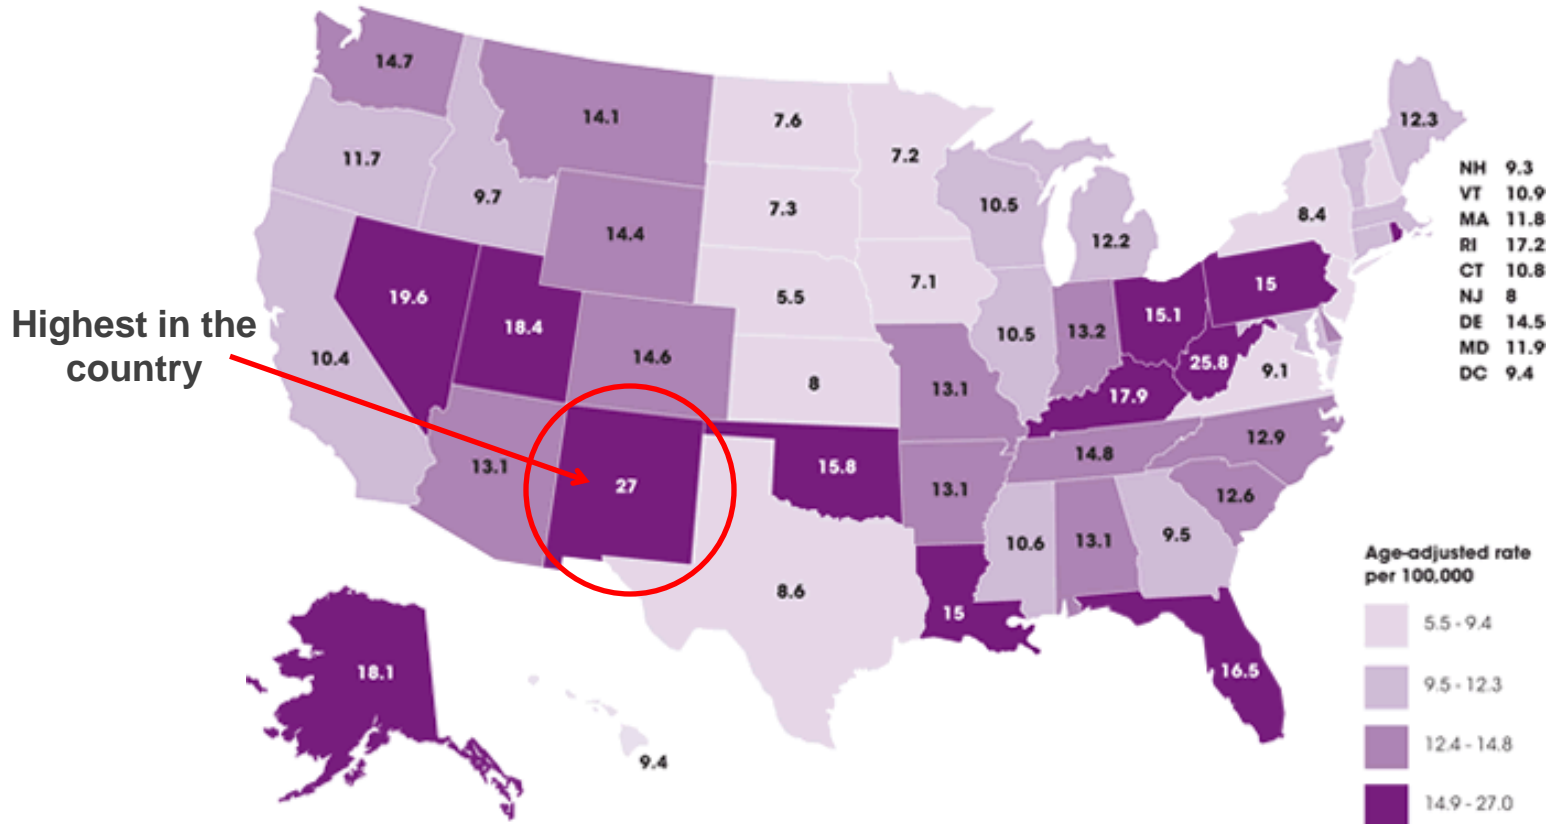 14.7
14.1
7.6
7.2
12.3
11.7
9.7
7.3
10.5
12.2
8.4
NH 9.3
VT 10.9
MA 11.8
RI 17.2
CT 10.8
NJ 8
DE 14.5
MD 11.9
DC 9.4
14.4
19.6
18.4
5.5
7.1
15
15.1
Highest in the
country
10.4
14.6
8
10.5
13.2
25.8
9.1
13.1
17.9
13.1
27
15.8
14.8
12.9
13.1
12.6
10.6
13.1
9.5
8.6
15
16.5
18.1
9.4
Age-adjusted rate
per 100,000
5.5 - 9.4
9.5 - 12.3
12.4 - 14.8
14.9 - 27.0